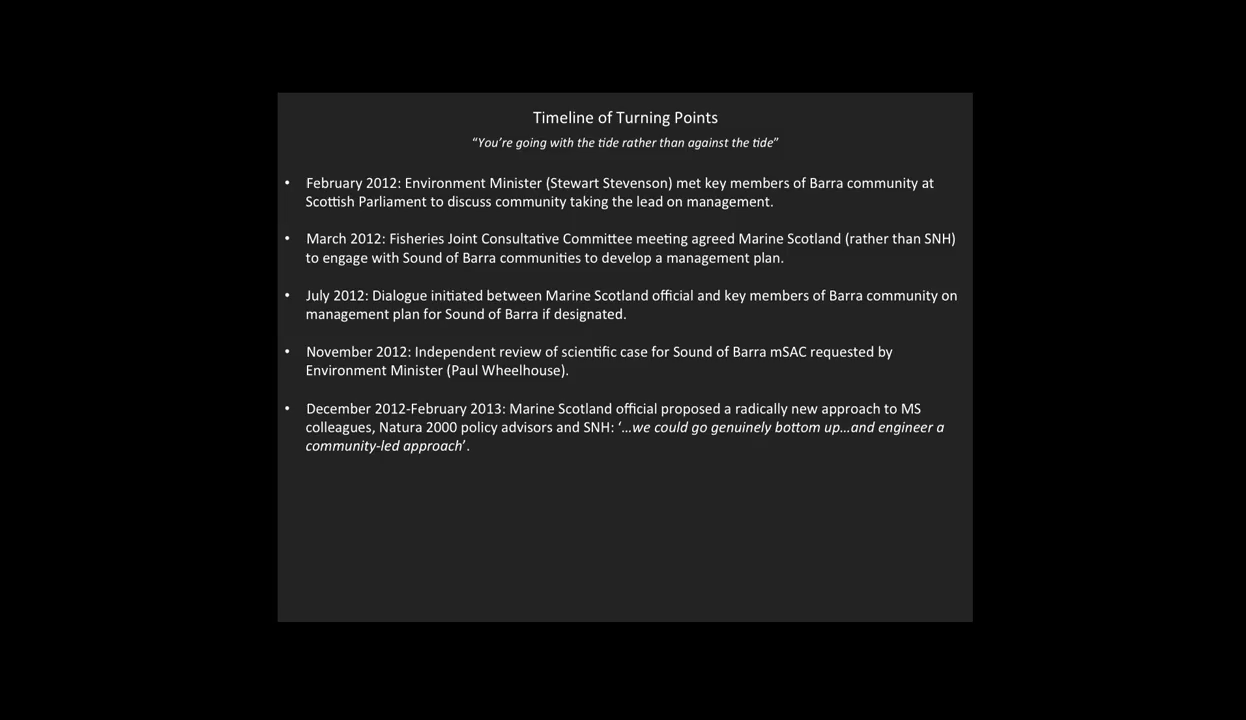 Timeline of Turning Points
“You’re going with the tide rather than against the tide”
• February 2012: Environment Minister (Stewart Stevenson) met key members of Barra community at
Scottish Parliament to discuss community taking the lead on management.
• March 2012: Fisheries Joint Consultative Committee meeting agreed Marine Scotland (rather than SNH)
to engage with Sound of Barra communities to develop a management plan.
• July 2012: Dialogue initiated between Marine Scotland official and key members of Barra community on
management plan for Sound of Barra if designated.
• November 2012: Independent review of scientific case for Sound of Barra mSAC requested by
Environment Minister (Paul Wheelhouse).
• December 2012-February 2013: Marine Scotland official proposed a radically new approach to MS
colleagues, Natura 2000 policy advisors and SNH: ‘…we could go genuinely bottom up…and engineer a
community-led approach’.